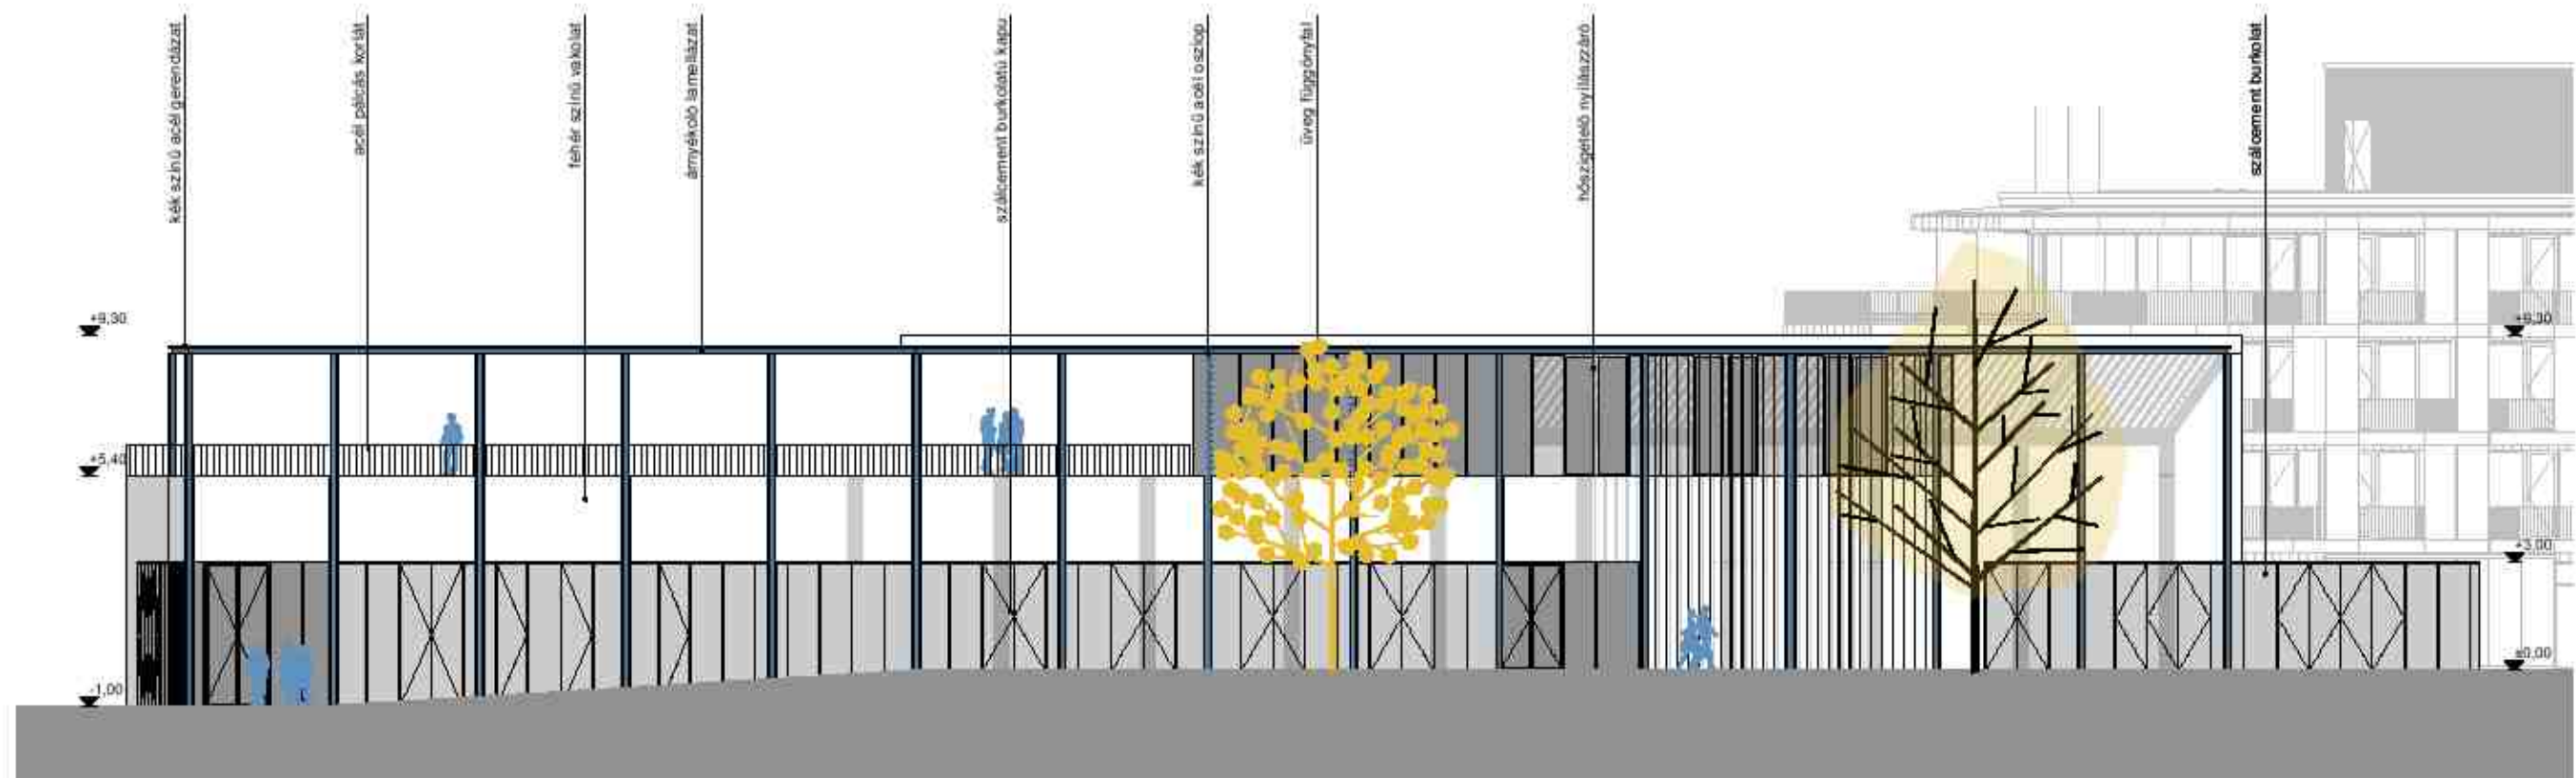 kék színű acél gerendázat
acél pálcás korlát
fehér színű vakolat
árnyékoló lamellázat
szálcement burkolatú kapu
kék színű acél oszlop
üveg függönyfal
hőszigetelő nyílászáró
szálcement burkolat
+9,30
+5,40
-1,00
+9,30
+3,00
±0,00